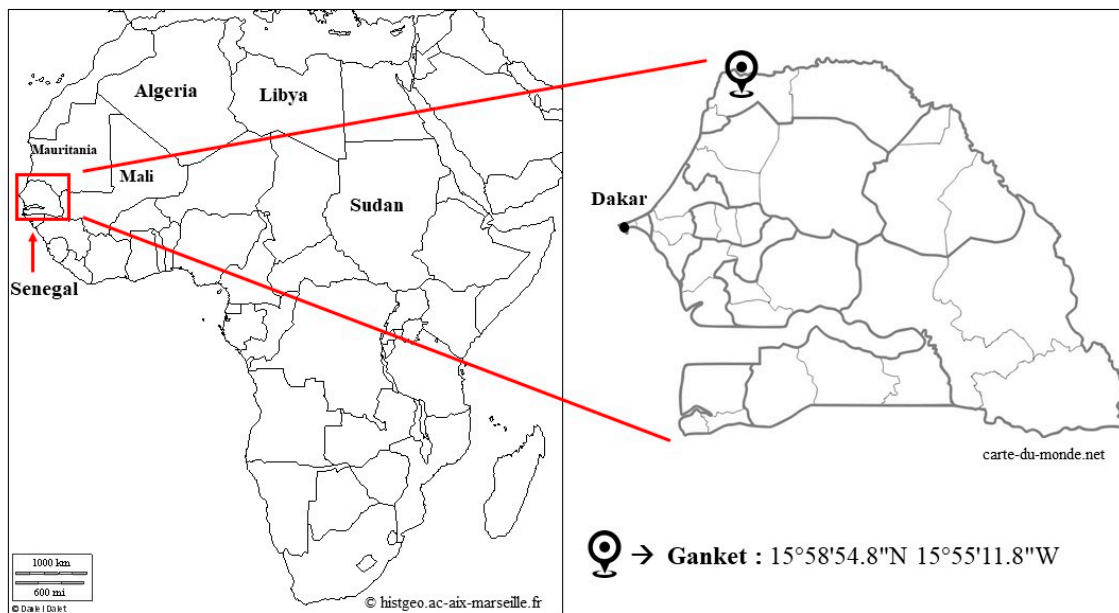 Algeria
Libya
Mauritania
Mali
Sudan
Senegal
1000 km
600 mi
© Daniel Dalet
© histgeo.ac-aix-marseille.fr
Dakar
carte-du-monde.net
→ Ganket : 15°58'54.8"N 15°55'11.8"W